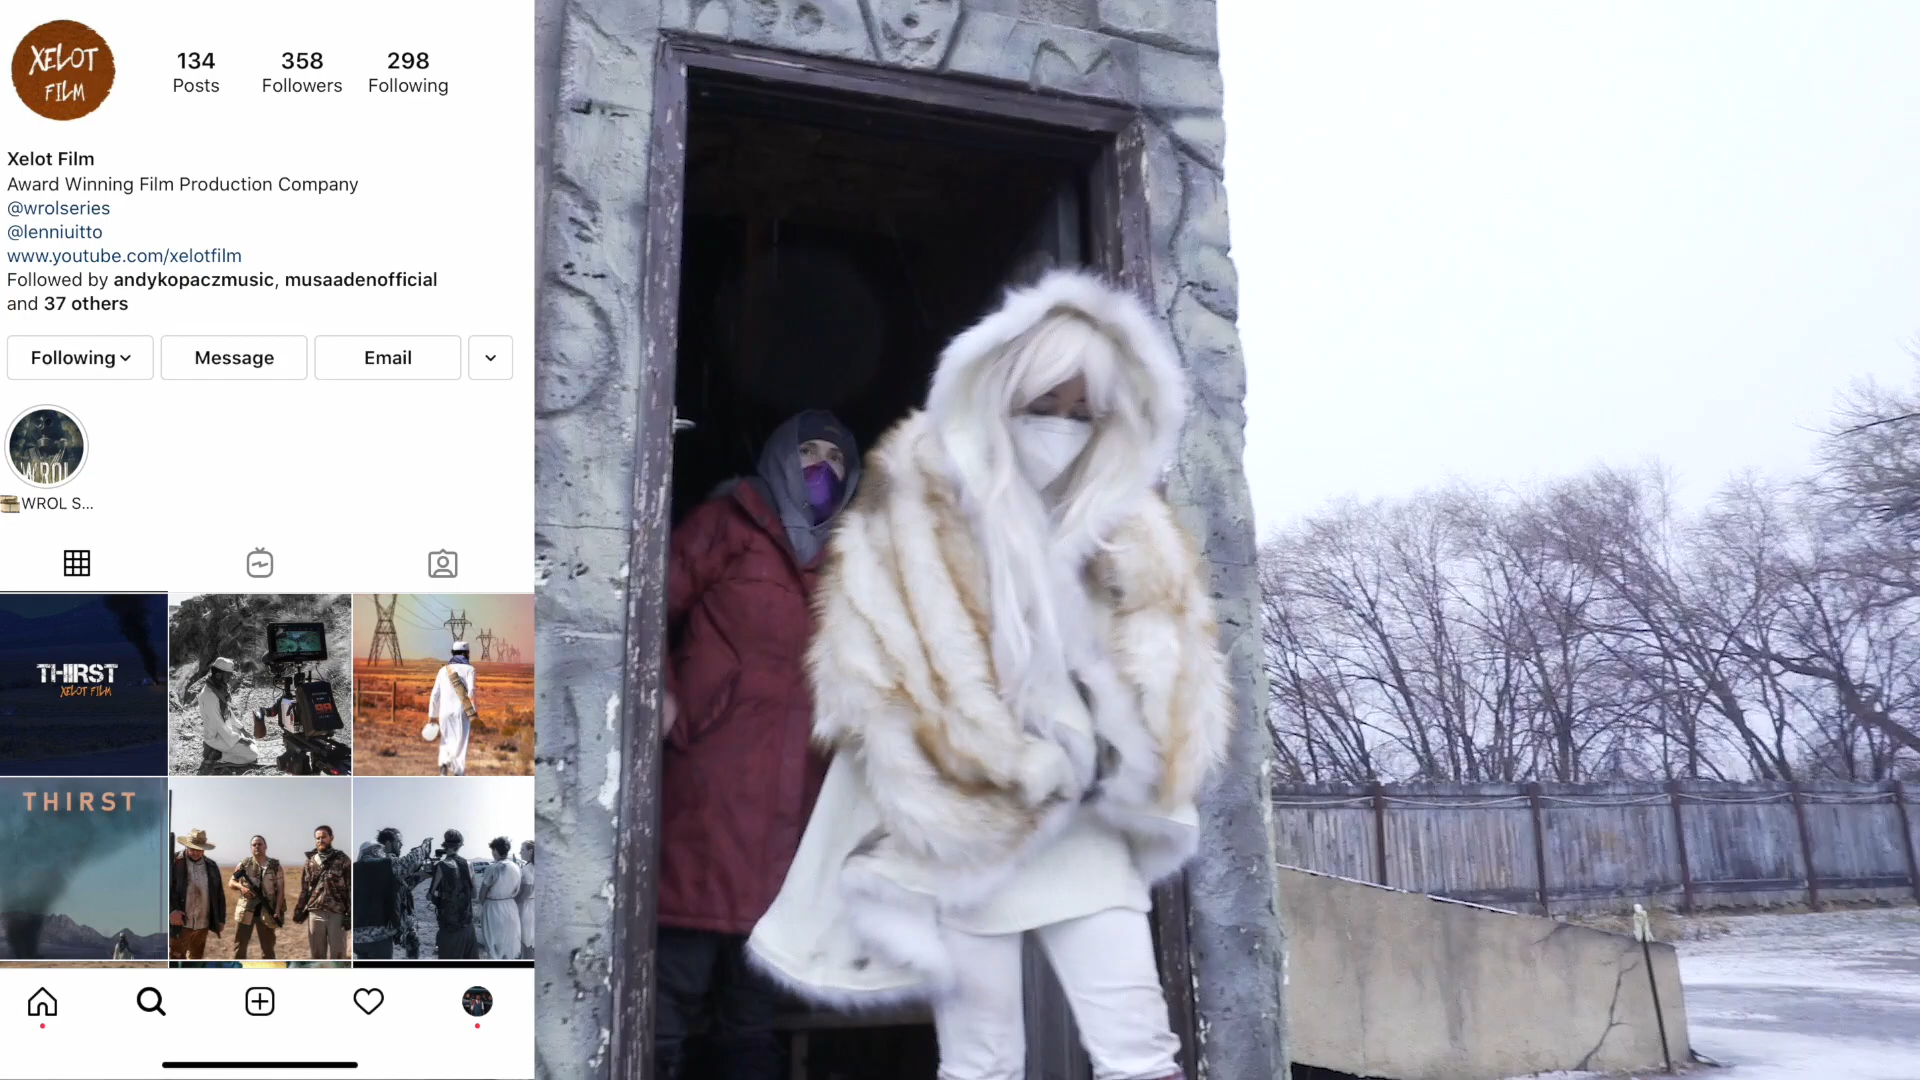 XELOT
FILM
134 358 298
Posts Followers Following
Xelot Film
Award Winning Film Production Company
@wrolseries
@lenniuitto
www.youtube.com/xelotfilm
Followed by andykopaczmusic, musaadenofficial
and 37 others
Following Message Email
WROL
WROL S...
THIRST
XELOT FILM
THIRST